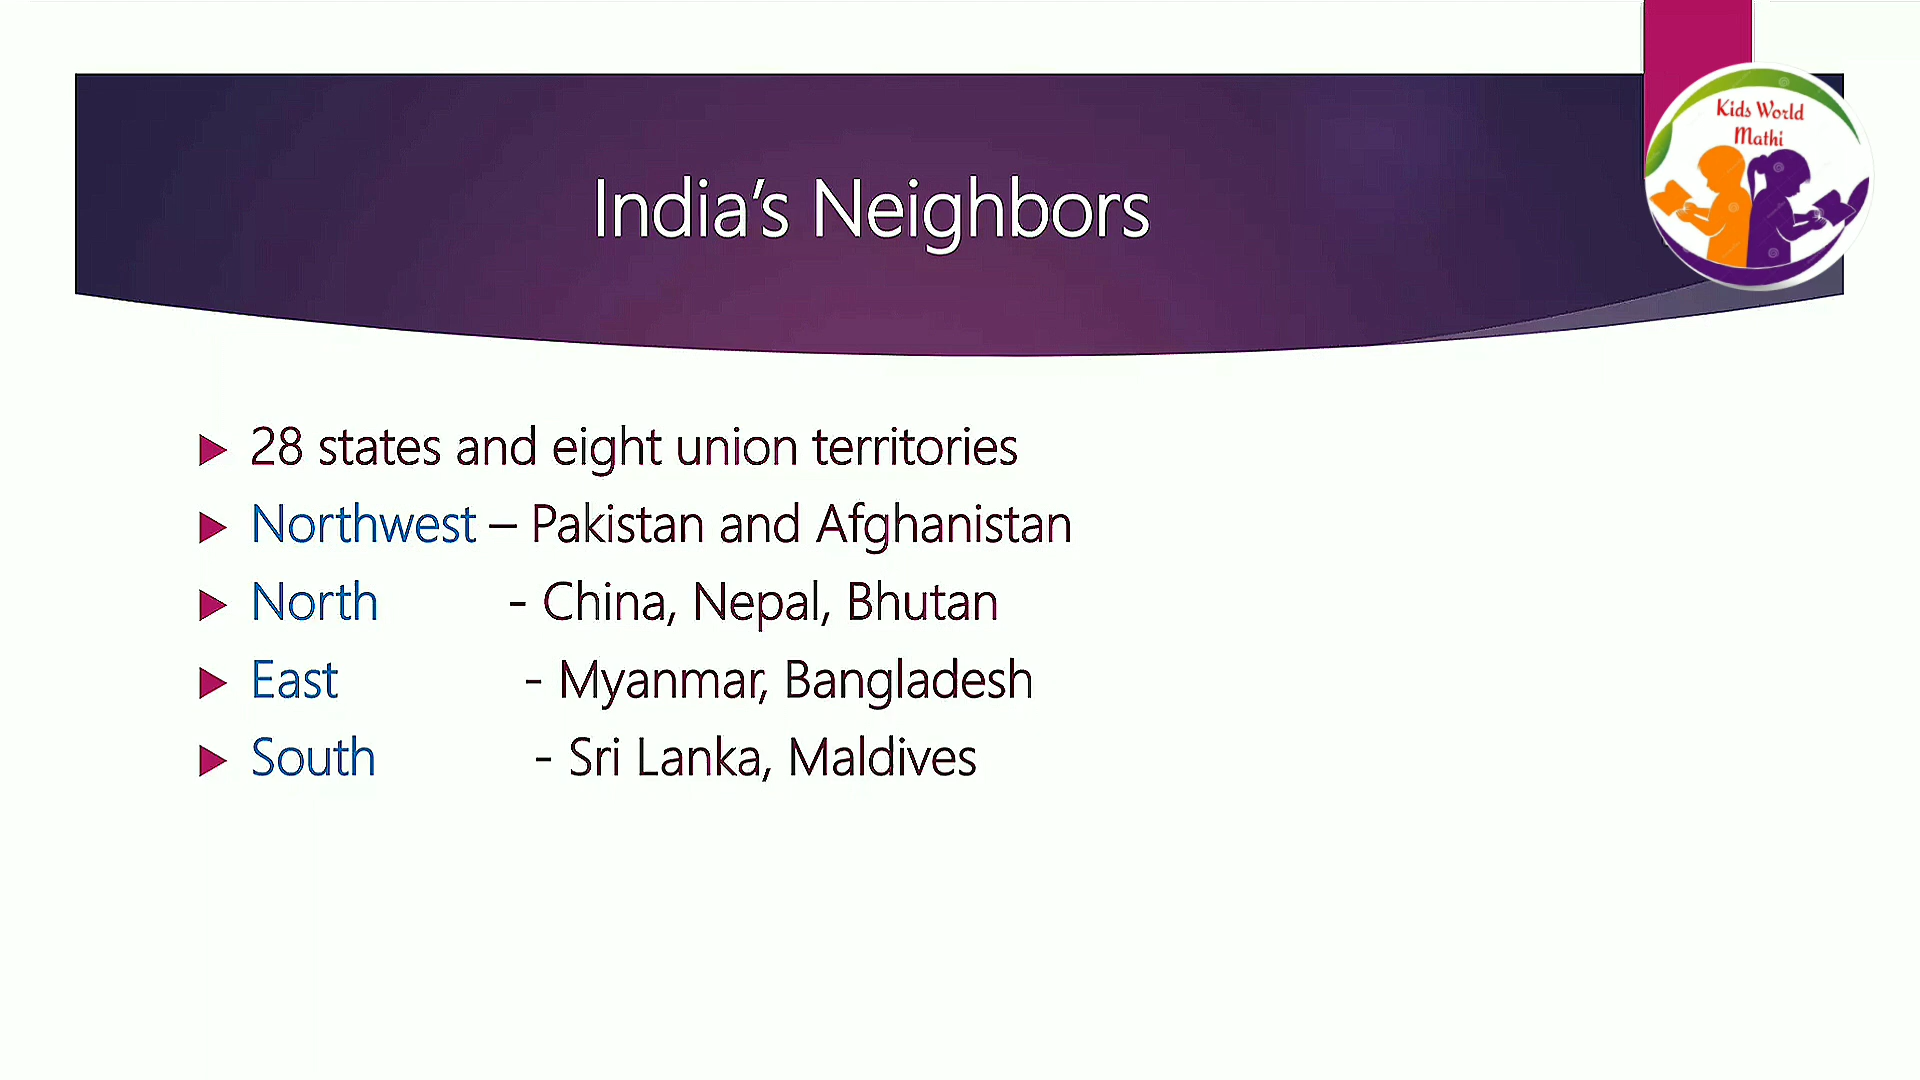 Kids World
Mathi
India’s Neighbors
28 states and eight union territories
Northwest – Pakistan and Afghanistan
North - China, Nepal, Bhutan
East - Myanmar, Bangladesh
South - Sri Lanka, Maldives